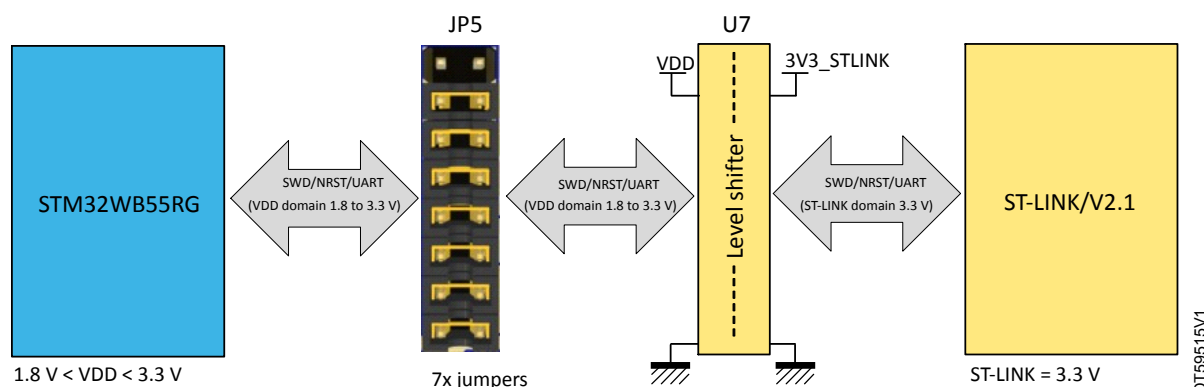 JP5
U7
VDD
3V3_STLINK
STM32WB55RG
SWD/NRST/UART
(VDD domain 1.8 to 3.3 V)
SWD/NRST/UART
(VDD domain 1.8 to 3.3 V)
Level shifter
SWD/NRST/UART
(ST-LINK domain 3.3 V)
ST-LINK/V2.1
1.8 V < VDD < 3.3 V
7x jumpers
ST-LINK = 3.3 V